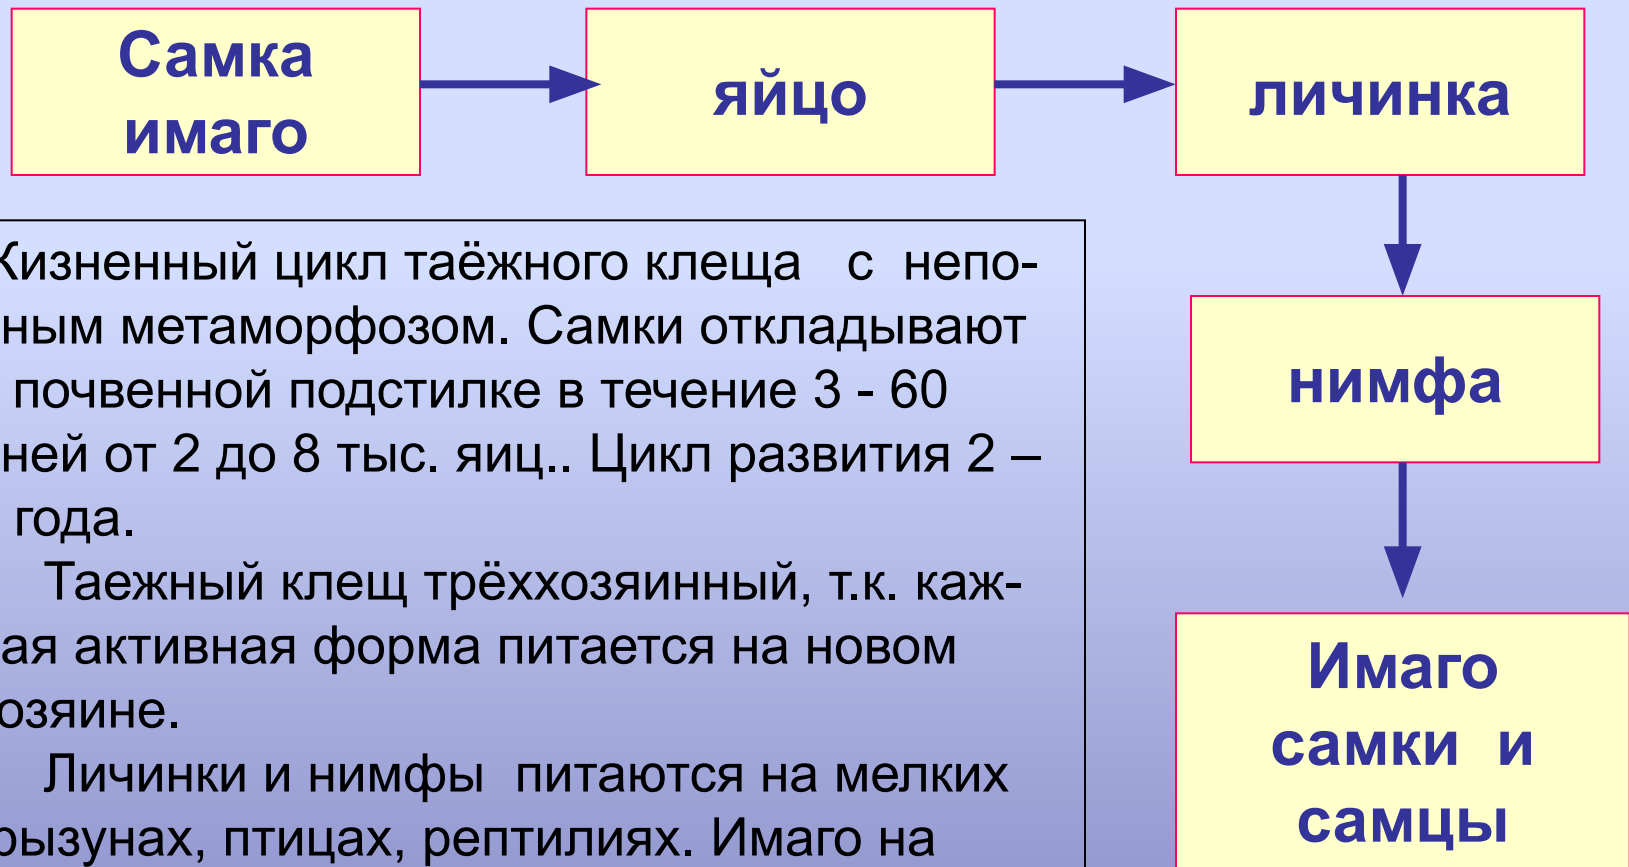 Самка
имаго
яйцо
личинка
Кизненный цикл таёжного клеща с непо-
ным метаморфозом. Самки откладывают
почвенной подстилке в течение 3 - 60
ней от 2 до 8 тыс. яиц.. Цикл развития 2 –
года.
Таежный клещ трёххозяинный, т.к. каж-
ая активная форма питается на новом
озяине.
Личинки и нимфы питаются на мелких
рызунах, птицах, рептилиях. Имаго на
нимфа
Имаго
самки и
самцы